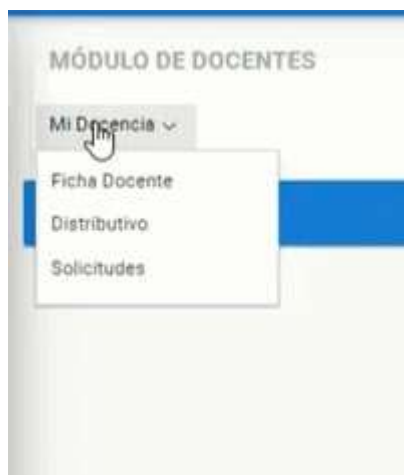 MÓDULO DE DOCENTES
Mi Docencia
Ficha Docente
Distributivo
Solicitudes